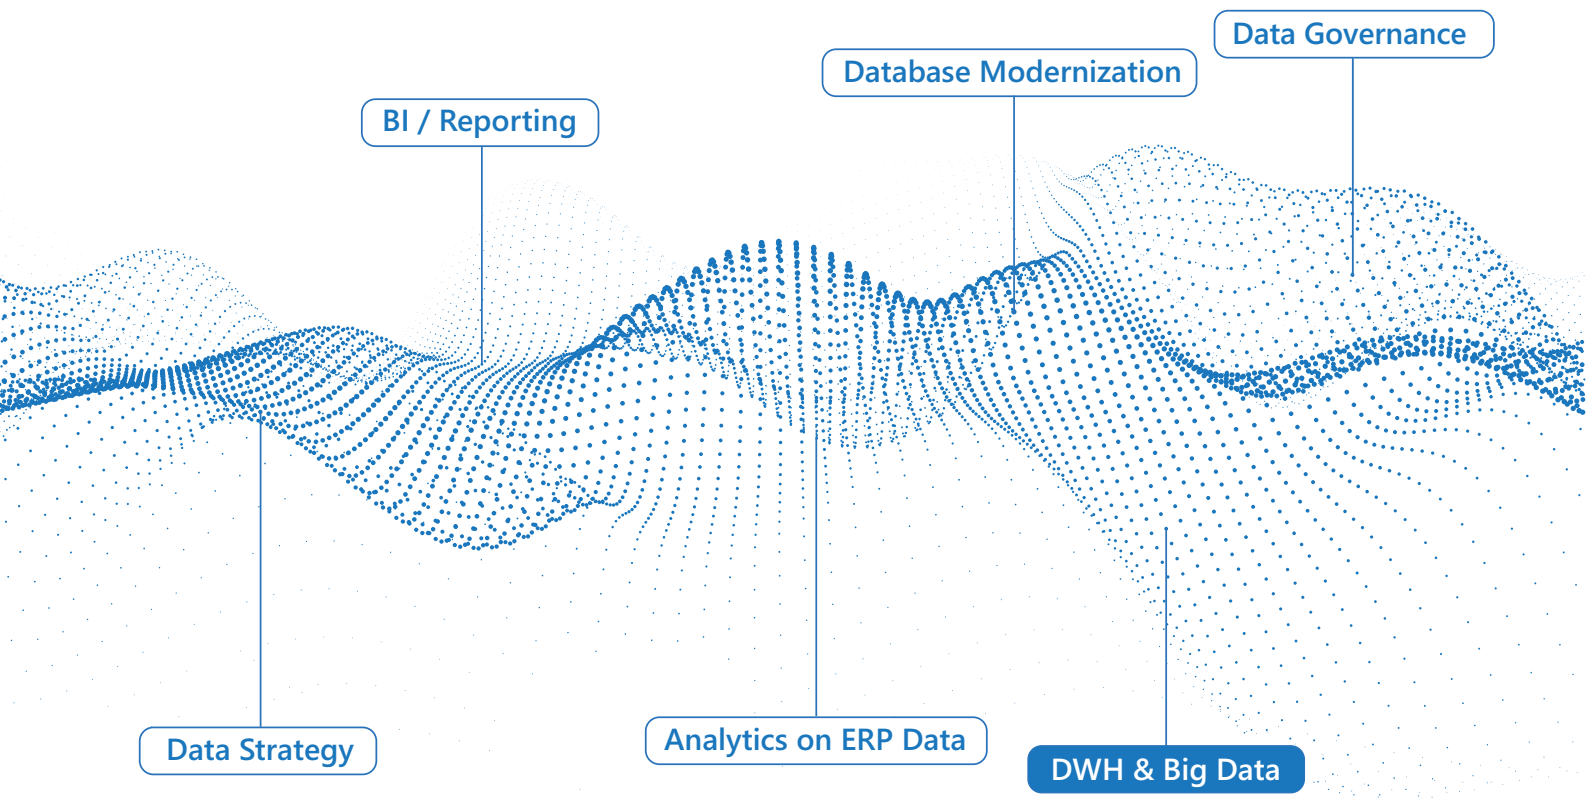 Data Governance
Database Modernization
BI / Reporting
Data Strategy
Analytics on ERP Data
DWH & Big Data